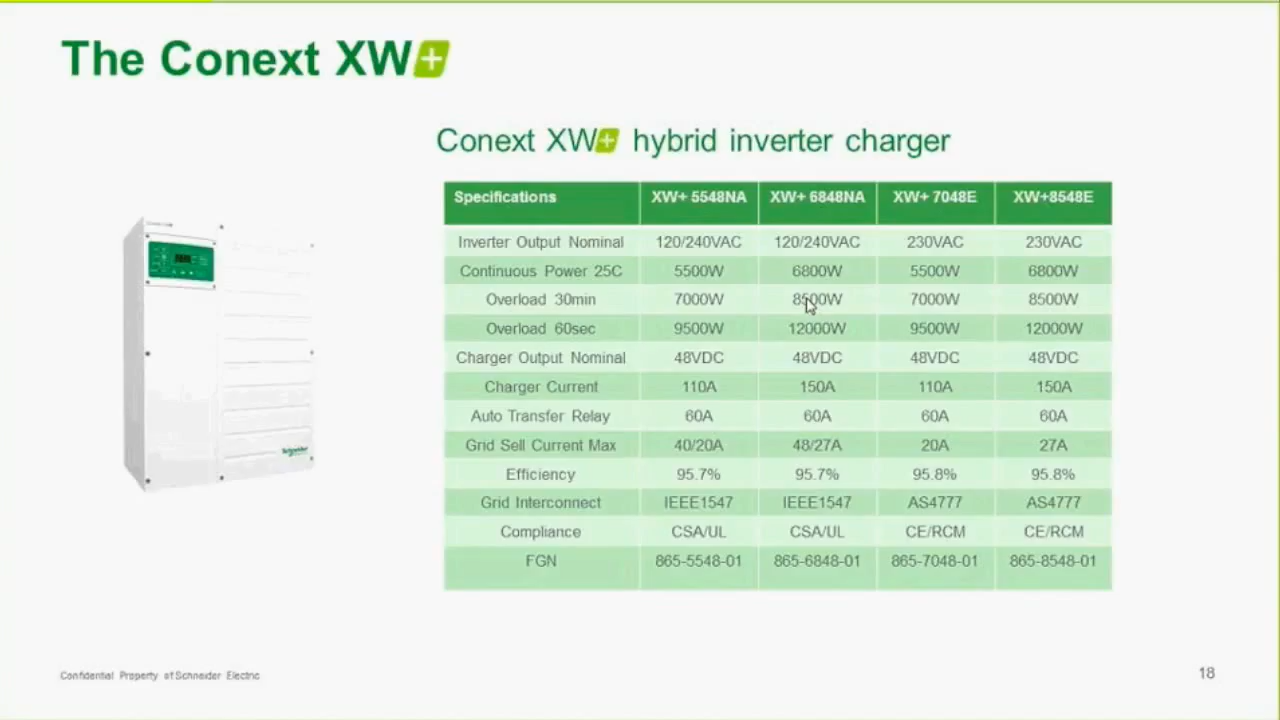 The Conext XW+
Conext XW+ hybrid inverter charger
Specifications XW+ 5548NA XW+ 6848NA XW+ 7048E XW+8548E
Inverter Output Nominal 120/240VAC 120/240VAC 230VAC 230VAC
Continuous Power 25C 5500W 6800W 5500W 6800W
Overload 30min 7000W 8500W 7000W 8500W
Overload 60sec 9500W 12000W 9500W 12000W
Charger Output Nominal 48VDC 48VDC 48VDC 48VDC
Charger Current 110A 150A 110A 150A
Auto Transfer Relay 60A 60A 60A 60A
Grid Sell Current Max 40/20A 48/27A 20A 27A
Efficiency 95.7% 95.7% 95.8% 95.8%
Grid Interconnect IEEE1547 IEEE1547 AS4777 AS4777
Compliance CSA/UL CSA/UL CE/RCM CE/RCM
FGN 865-5548-01 865-6848-01 865-7048-01 865-8548-01
Schneider
Confidential Property of Schneider Electric
18